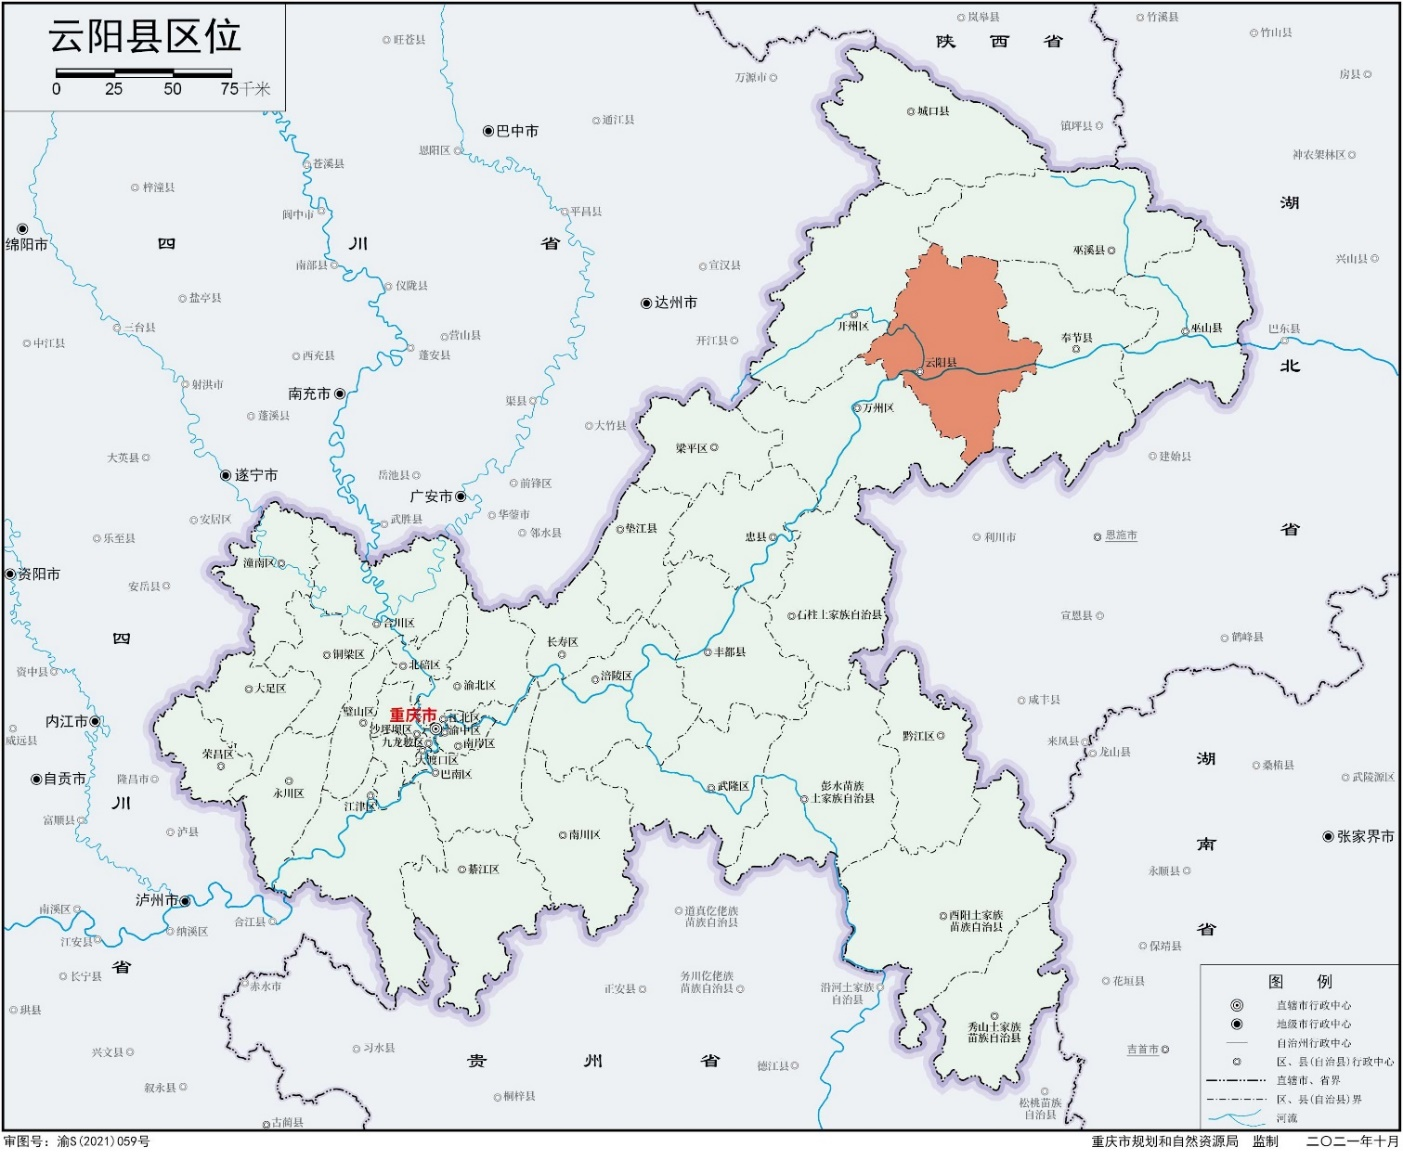 云阳县区位
0 25 50 75千米
岚皋县
竹溪县
竹山县
陕 西 省
旺苍县
万源市
房县
城口县
通江县
镇坪县
巴中市
恩阳区
神农架林区
苍溪县
梓潼县
阆中市
平昌县
湖
绵阳市
四 川 省
巫溪县
兴山县
南部县
宣汉县
仪陇县
盐亭县
达州市
三台县
开州区
巫山县
巴东县
中江县
营山县
开江县
奉节县
西充县
蓬安县
云阳县
北
射洪市
南充市
渠县
万州区
蓬溪县
大竹县
梁平区
大英县
建始县
遂宁市
岳池县
前锋区
广安市
安居区
武胜县
华蓥市
垫江县
省
乐至县
邻水县
忠县
利川市
恩施市
潼南区
资阳市
安岳县
石柱土家族自治县
宣恩县
合川区
四
鹤峰县
长寿区
铜梁区
丰都县
北碚区
资中县
涪陵区
大足区
渝北区
咸丰县
璧山区
重庆市
江北区
内江市
沙坪坝区
渝中区
黔江区
威远县
九龙坡区
南岸区
来凤县
龙山县
荣昌区
大渡口区
湖
桑植县
巴南区
自贡市
隆昌市
武陵源区
永川区
武隆区
彭水苗族
土家族自治县
江津区
川
富顺县
泸县
南川区
张家界市
南
綦江区
永顺县
泸州市
南溪区
合江县
道真仡佬族
苗族自治县
酉阳土家族
苗族自治县
省
纳溪区
江安县
保靖县
省
长宁县
务川仡佬族
苗族自治县
花垣县
赤水市
正安县
沿河土家族
自治县
珙县
秀山土家族
苗族自治县
兴文县
习水县
吉首市
贵 州 省
德江县
叙永县
桐梓县
松桃苗族
自治县
古蔺县
图 例
直辖市行政中心
地级市行政中心
自治州行政中心
区、县(自治县)行政中心
直辖市、省界
区、县(自治县)界
河流
审图号：渝S(2021)059号
重庆市规划和自然资源局 监制 二〇二一年十月